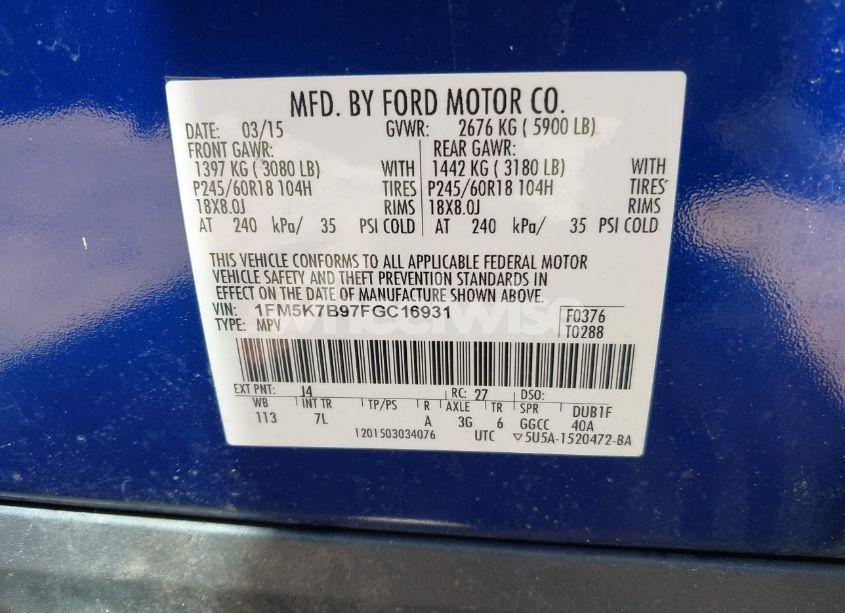 MFD. BY FORD MOTOR CO.
DATE: 03/15 GVWR: 2676 KG ( 5900 LB)
FRONT GAWR: REAR GAWR:
1397 KG ( 3080 LB) WITH 1442 KG ( 3180 LB) WITH
P245/60R18 104H TIRES P245/60R18 104H TIRES
18X8.0J RIMS 18X8.0J RIMS
AT 240 kPa/ 35 PSI COLD AT 240 kPa/ 35 PSI COLD
THIS VEHICLE CONFORMS TO ALL APPLICABLE FEDERAL MOTOR
VEHICLE SAFETY AND THEFT PREVENTION STANDARDS IN
EFFECT ON THE DATE OF MANUFACTURE SHOWN ABOVE.
VIN: 1FM5K7B97FGC16931 F0376
TYPE: MPV T0288
wheelwise
EXT PNT: J4 RC: 27 DSO:
WB INT TR TP/PS R AXLE TR SPR DUB1F
113 7L A 3G 6 GGCC 40A
1201503034076 UTC ▽5U5A-1520472-BA